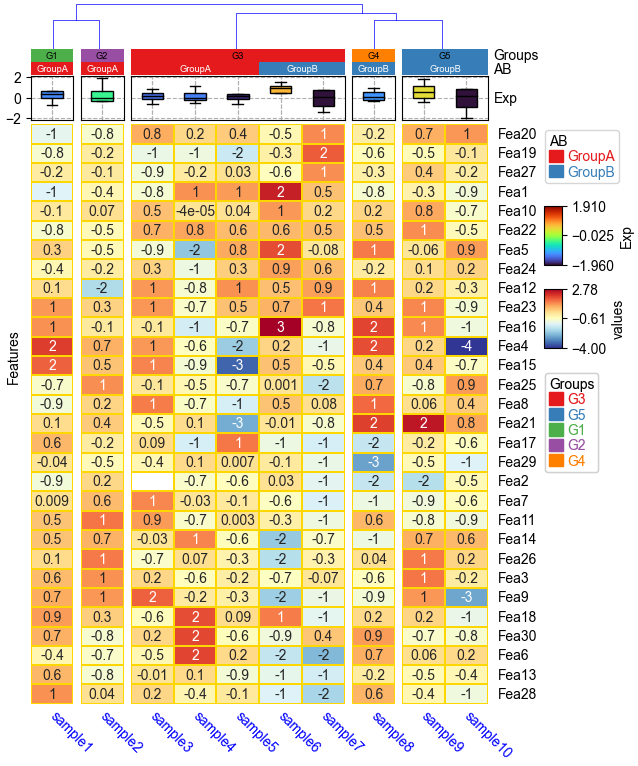 G1 G2 G3 G4 G5 Groups
GroupA GroupA GroupA GroupB GroupB GroupB AB
2
0 Exp
−2
-1 -0.8 0.8 0.2 0.4 -0.5 1 -0.2 0.7 1 Fea20
-0.8 -0.2 -1 -1 -2 -0.3 2 -0.6 -0.5 -0.1 Fea19
-0.2 -0.1 -0.9 -0.2 0.03 -0.6 1 -0.3 0.4 -0.2 Fea27
-1 -0.4 -0.8 1 1 2 0.5 -0.8 -0.3 -0.9 Fea1
-0.1 0.07 0.5 -4e-05 0.04 1 0.2 0.2 0.8 -0.7 Fea10
-0.8 -0.5 0.7 0.8 0.6 0.6 0.5 0.5 1 -0.5 Fea22
0.3 -0.5 -0.9 -2 0.8 2 -0.08 1 -0.06 0.9 Fea5
-0.4 -0.2 0.3 -1 0.3 0.9 0.6 -0.2 0.1 0.2 Fea24
0.1 -2 1 -0.8 1 0.5 0.9 1 0.2 -0.3 Fea12
1 0.3 1 -0.7 0.5 0.7 1 0.4 1 -0.9 Fea23
1 -0.1 -0.1 -1 -0.7 3 -0.8 2 1 -1 Fea16
2 0.7 1 -0.6 -2 0.2 -1 2 0.2 -4 Fea4
2 0.5 1 -0.9 -3 0.5 -0.5 0.4 0.4 -0.7 Fea15
-0.7 1 -0.1 -0.5 -0.7 0.001 -2 0.7 -0.8 0.9 Fea25
-0.9 0.2 1 -0.7 -1 0.5 0.08 1 0.06 0.4 Fea8
0.1 0.4 -0.5 0.1 -3 -0.01 -0.8 2 2 0.8 Fea21
0.6 -0.2 0.09 -1 1 -1 -1 -2 -0.2 -0.6 Fea17
-0.04 -0.5 -0.4 0.1 0.007 -0.1 -1 -3 -0.5 -1 Fea29
-0.9 0.2 -0.7 -0.6 0.03 -1 -2 -2 -0.5 Fea2
0.009 0.6 1 -0.03 -0.1 -0.6 -1 -1 -0.9 -0.6 Fea7
0.5 1 0.9 -0.7 0.003 -0.3 -1 0.6 -0.8 -0.9 Fea11
0.5 0.7 -0.03 1 -0.6 -2 -0.7 -1 0.7 0.6 Fea14
0.1 1 -0.7 0.07 -0.3 -2 -0.3 0.04 1 0.2 Fea26
0.6 1 0.2 -0.6 -0.2 -0.7 -0.07 -0.6 1 -0.2 Fea3
0.7 1 2 -0.2 -0.3 -2 -1 -0.9 1 -3 Fea9
0.9 0.3 -0.6 2 0.09 1 -1 0.2 0.2 -1 Fea18
0.7 -0.8 0.2 2 -0.6 -0.9 0.4 0.9 -0.7 -0.8 Fea30
-0.4 -0.7 -0.5 2 0.2 -2 -2 0.7 0.06 0.2 Fea6
0.6 -0.8 -0.01 0.1 -0.9 -1 -1 -0.2 -0.5 -0.4 Fea13
1 0.04 0.2 -0.4 -0.1 -1 -2 0.6 -0.4 -1 Fea28
Features
sample1 sample2 sample3 sample4 sample5 sample6 sample7 sample8 sample9 sample10
AB
GroupA
GroupB
1.910
-0.025
-1.960
Exp
2.78
-0.61
-4.00
values
Groups
G3
G5
G1
G2
G4